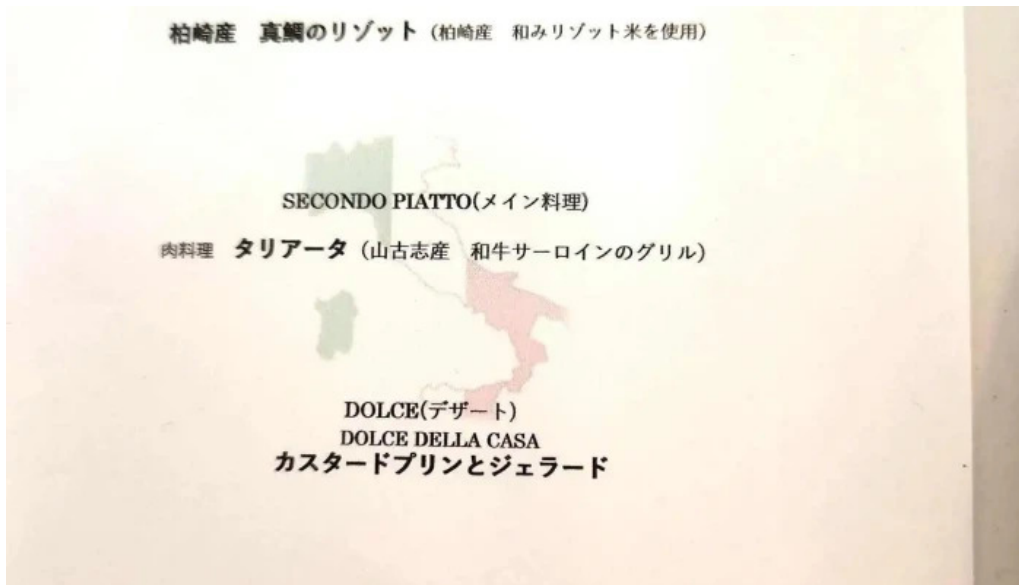 柏崎産　真鯛のリゾット（柏崎産　和みリゾット米を使用）
SECONDO PIATTO(メイン料理)
肉料理　タリアータ（山古志産　和牛サーロインのグリル）
DOLCE(デザート)
DOLCE DELLA CASA
カスタードプリンとジェラード